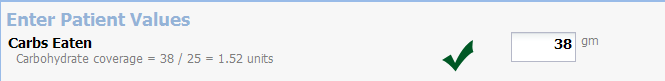 Enter Patient Values
Carbs Eaten
38 gm
Carbohydrate coverage = 38 / 25 = 1.52 units